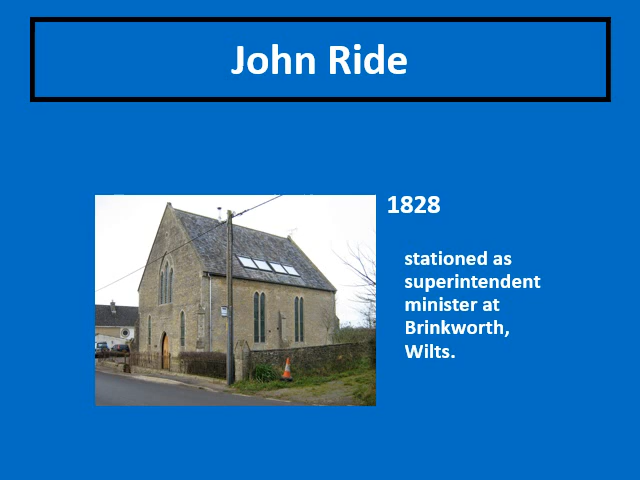 John Ride
1828
stationed as
superintendent
minister at
Brinkworth,
Wilts.